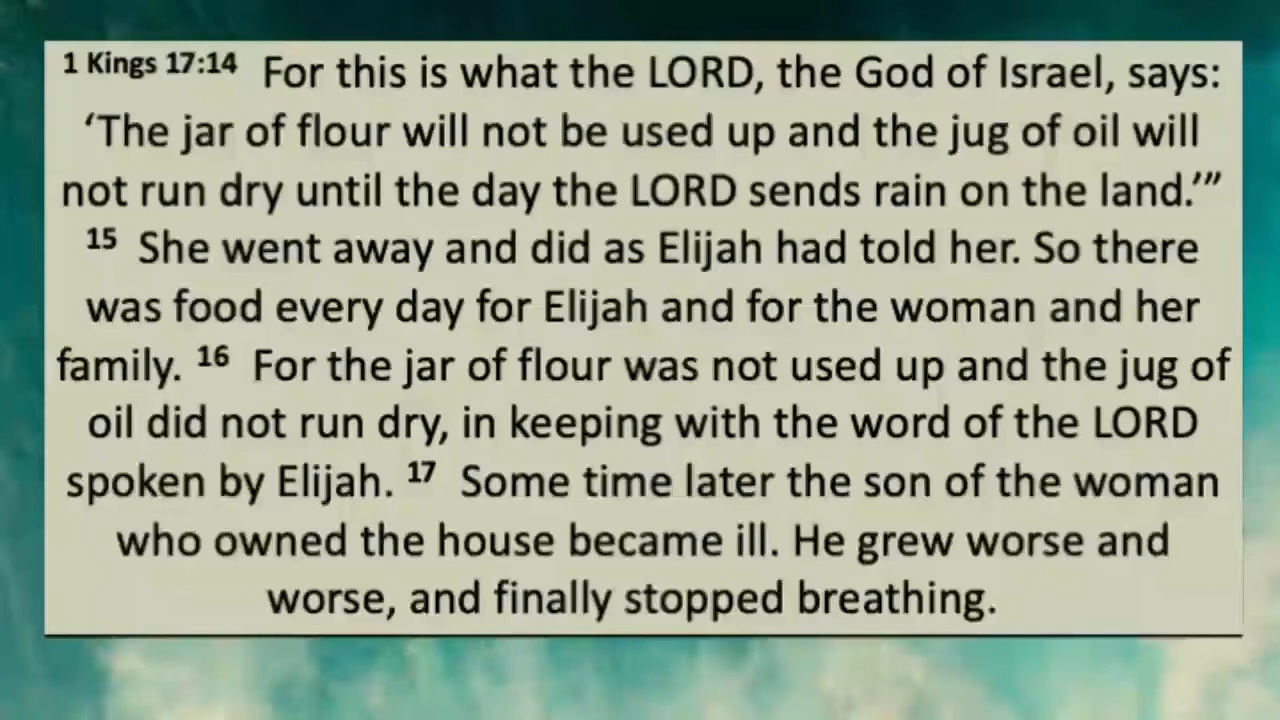 1 Kings 17:14 For this is what the LORD, the God of Israel, says:
‘The jar of flour will not be used up and the jug of oil will
not run dry until the day the LORD sends rain on the land.’”
15 She went away and did as Elijah had told her. So there
was food every day for Elijah and for the woman and her
family. 16 For the jar of flour was not used up and the jug of
oil did not run dry, in keeping with the word of the LORD
spoken by Elijah. 17 Some time later the son of the woman
who owned the house became ill. He grew worse and
worse, and finally stopped breathing.